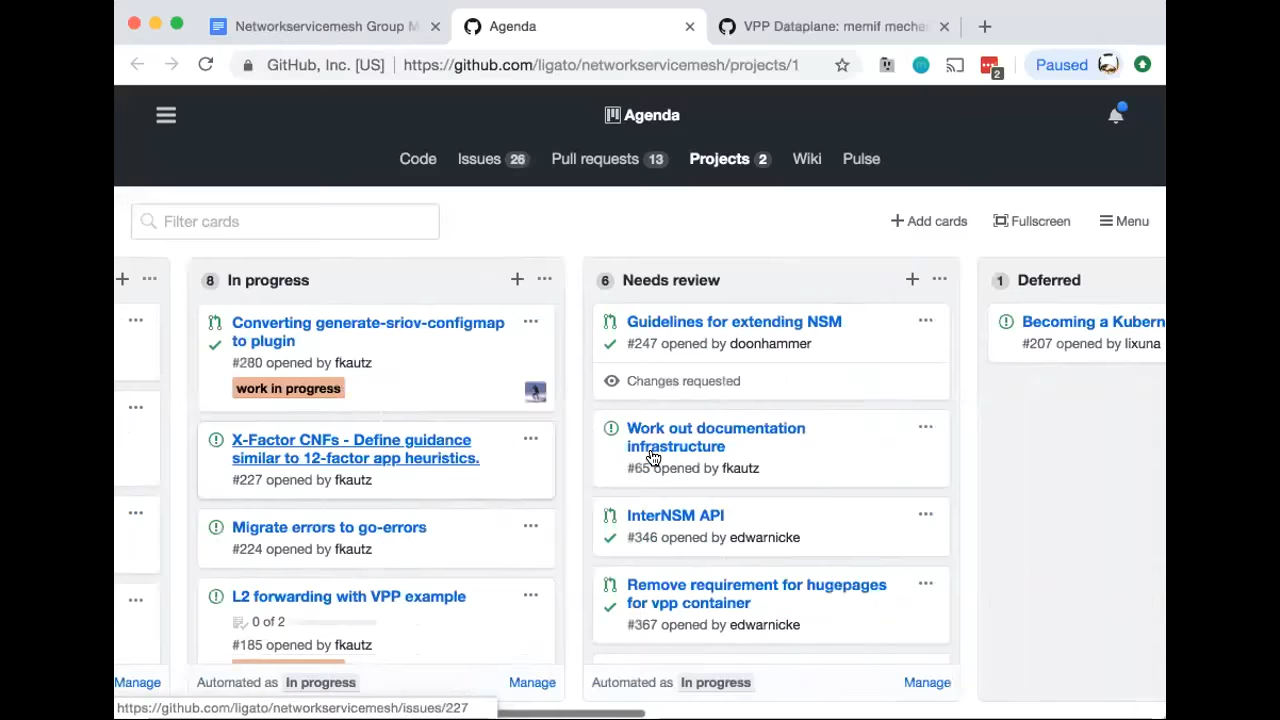 Networkservicemesh Group M
Agenda
VPP Dataplane: memif mecha
GitHub, Inc. [US]
https://github.com/ligato/networkservicemesh/projects/1
2
Paused
Agenda
Code
Issues 26
Pull requests 13
Projects 2
Wiki
Pulse
Filter cards
Add cards
Fullscreen
Menu
8 In progress
Converting generate-sriov-configmap
to plugin
#280 opened by fkautz
work in progress
X-Factor CNFs - Define guidance
similar to 12-factor app heuristics.
#227 opened by fkautz
Migrate errors to go-errors
#224 opened by fkautz
L2 forwarding with VPP example
0 of 2
#185 opened by fkautz
Automated as In progress
Manage
6 Needs review
Guidelines for extending NSM
#247 opened by doonhammer
Changes requested
Work out documentation
infrastructure
#65 opened by fkautz
InterNSM API
#346 opened by edwarnicke
Remove requirement for hugepages
for vpp container
#367 opened by edwarnicke
Automated as In progress
Manage
1 Deferred
Becoming a Kubern
#207 opened by lixuna
Manage
https://github.com/ligato/networkservicemesh/issues/227